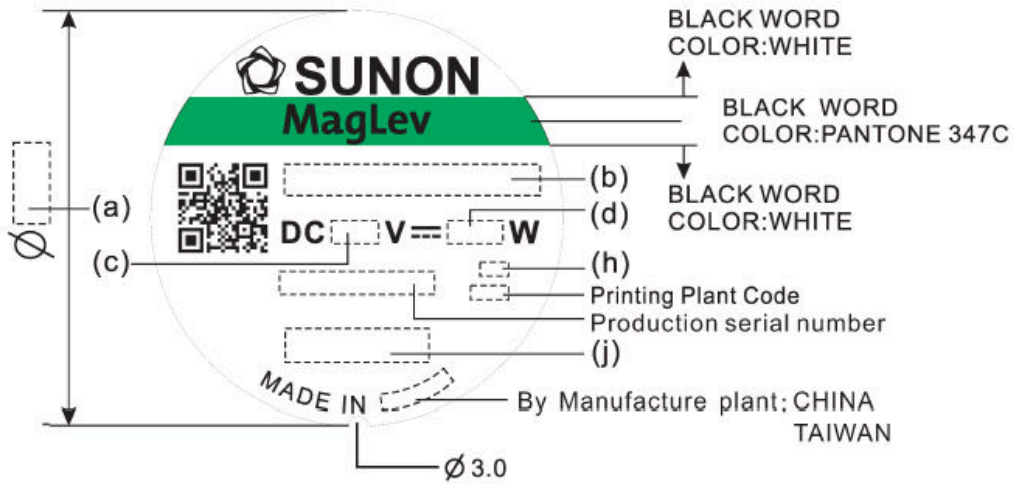 BLACK WORD
COLOR:WHITE
SUNON
MagLev
BLACK WORD
COLOR:PANTONE 347C
(a)
Ø
(b)
BLACK WORD
COLOR:WHITE
DC V W
(d)
(c)
(h)
Printing Plant Code
Production serial number
(j)
MADE IN
By Manufacture plant: CHINA
TAIWAN
Ø 3.0